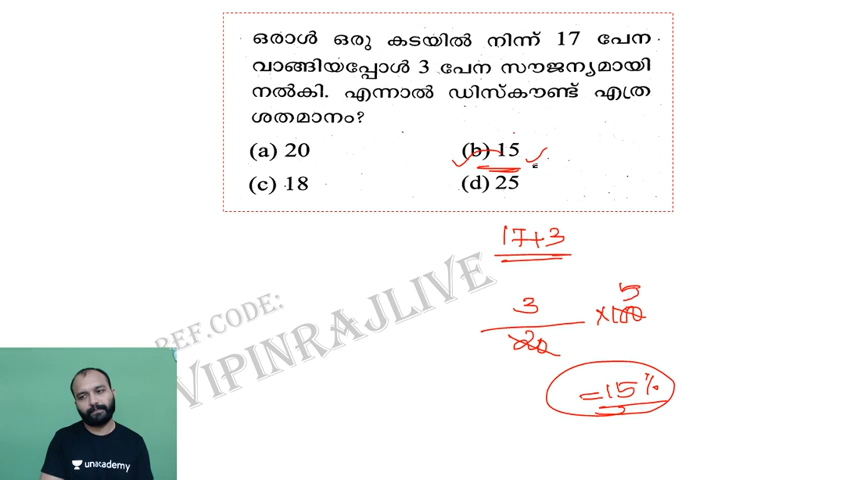 ഒരാൾ ഒരു കടയിൽ നിന്ന് 17 പേന
വാങ്ങിയപ്പോൾ 3 പേന സൗജന്യമായി
നൽകി. എന്നാൽ ഡിസ്കൗണ്ട് എത്ര
ശതമാനം?
(a) 20 (b) 15
(c) 18 (d) 25
17+3
3 5
×100
20
=15%
REF.CODE:
VIPINRAJLIVE
unacademy